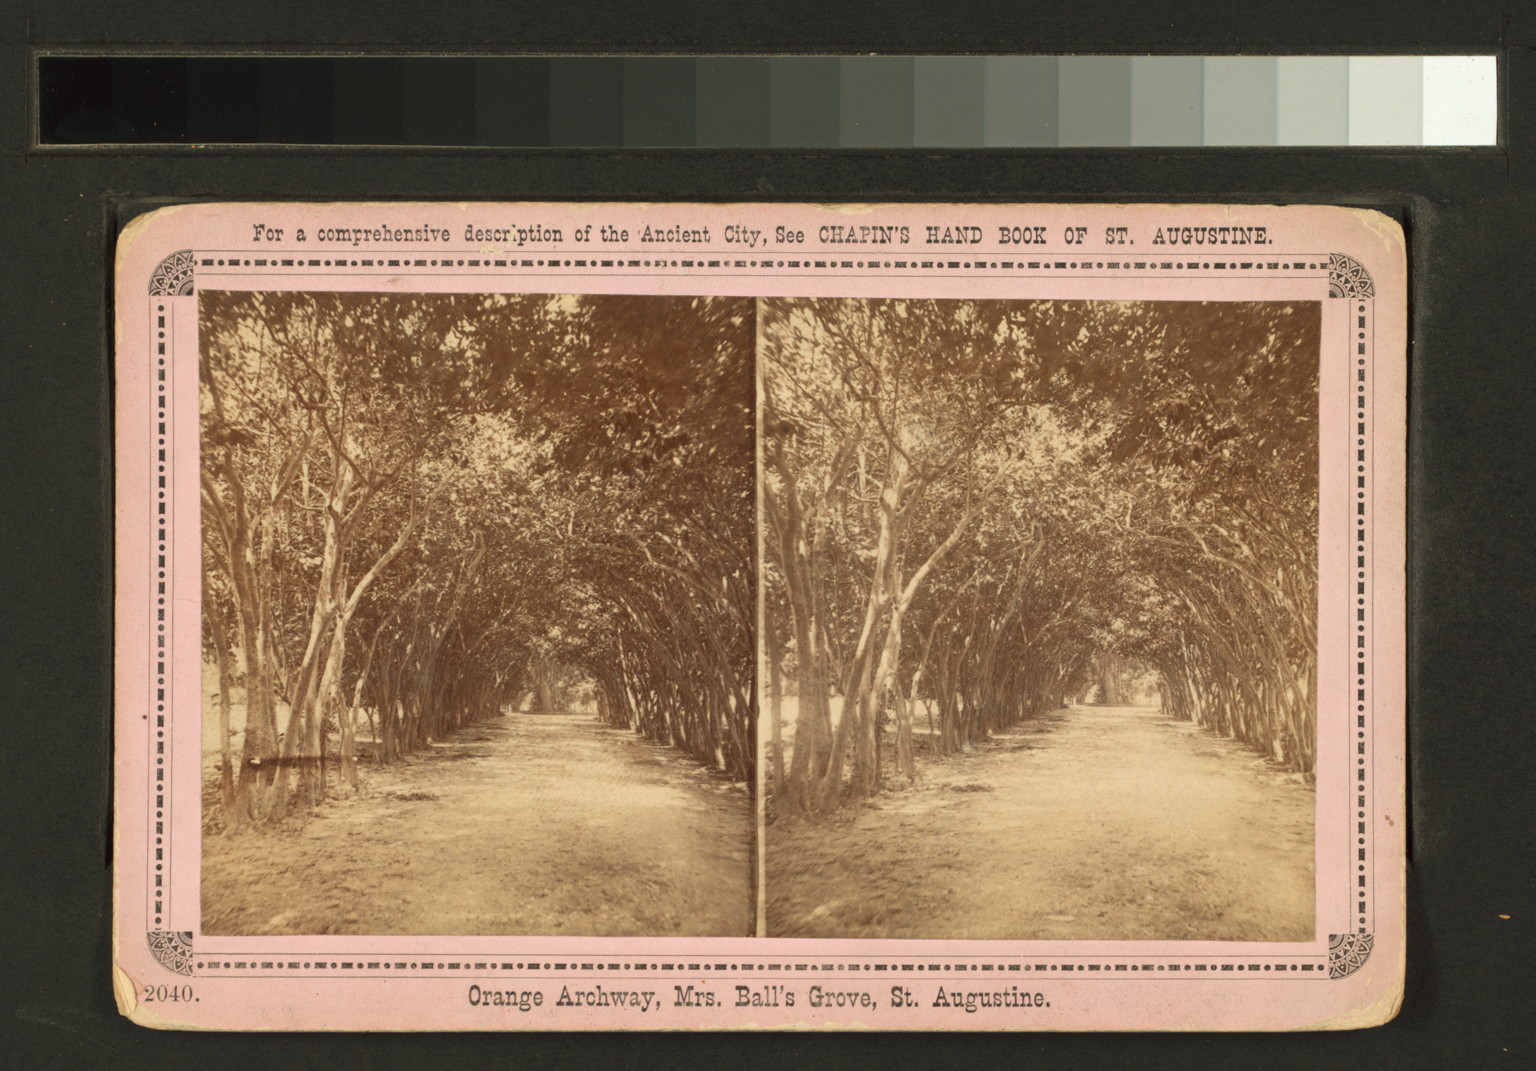 For a comprehensive description of the Ancient City, See CHAPIN'S HAND BOOK OF ST. AUGUSTINE.
2040.
Orange Archway, Mrs. Ball's Grove, St. Augustine.